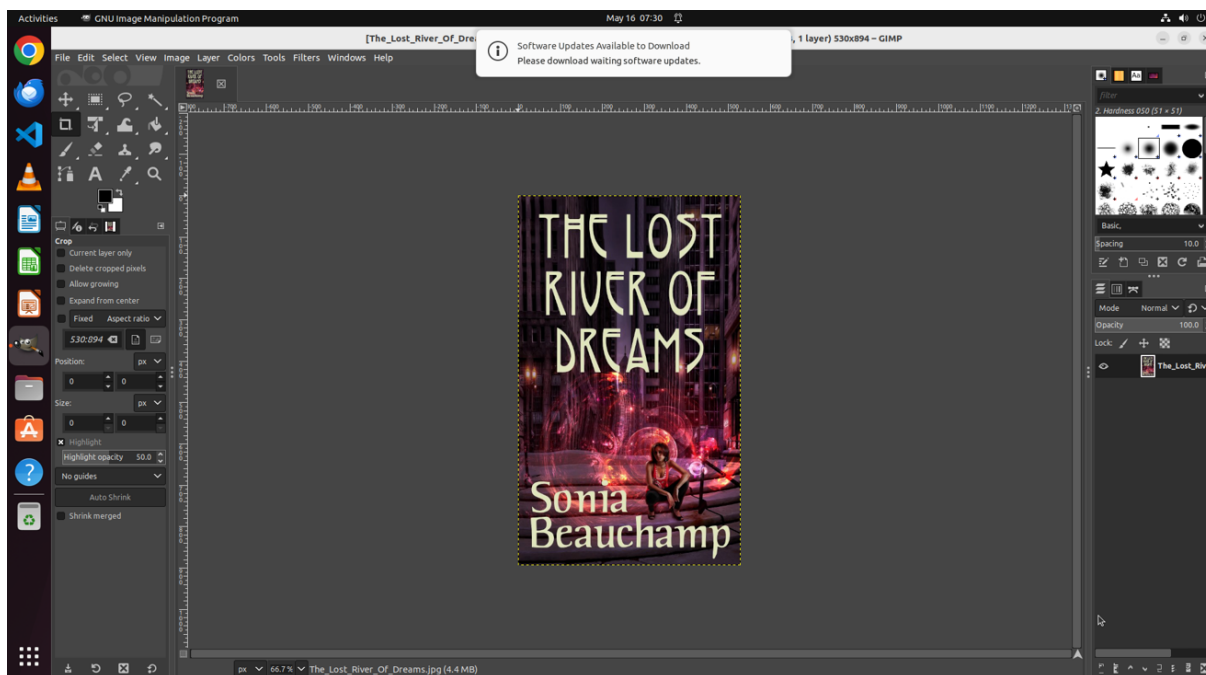 Activities
GNU Image Manipulation Program
May 16 07:30
[The_Lost_River_Of_Dre
, 1 layer) 530x894 – GIMP
Software Updates Available to Download
Please download waiting software updates.
File Edit Select View Image Layer Colors Tools Filters Windows Help
Crop
Current layer only
Delete cropped pixels
Allow growing
Expand from center
Fixed Aspect ratio
530:894
Position: px
0 0
Size: px
0 0
Highlight
Highlight opacity 50.0
No guides
Auto Shrink
Shrink merged
THE LOST
RIVER OF
DREAMS
Sonia
Beauchamp
px 66.7 % The_Lost_River_Of_Dreams.jpg (4.4 MB)
filter
2. Hardness 050 (51 × 51)
Basic,
Spacing 10.0
Mode Normal
Opacity 100.0
Lock:
The_Lost_Riv